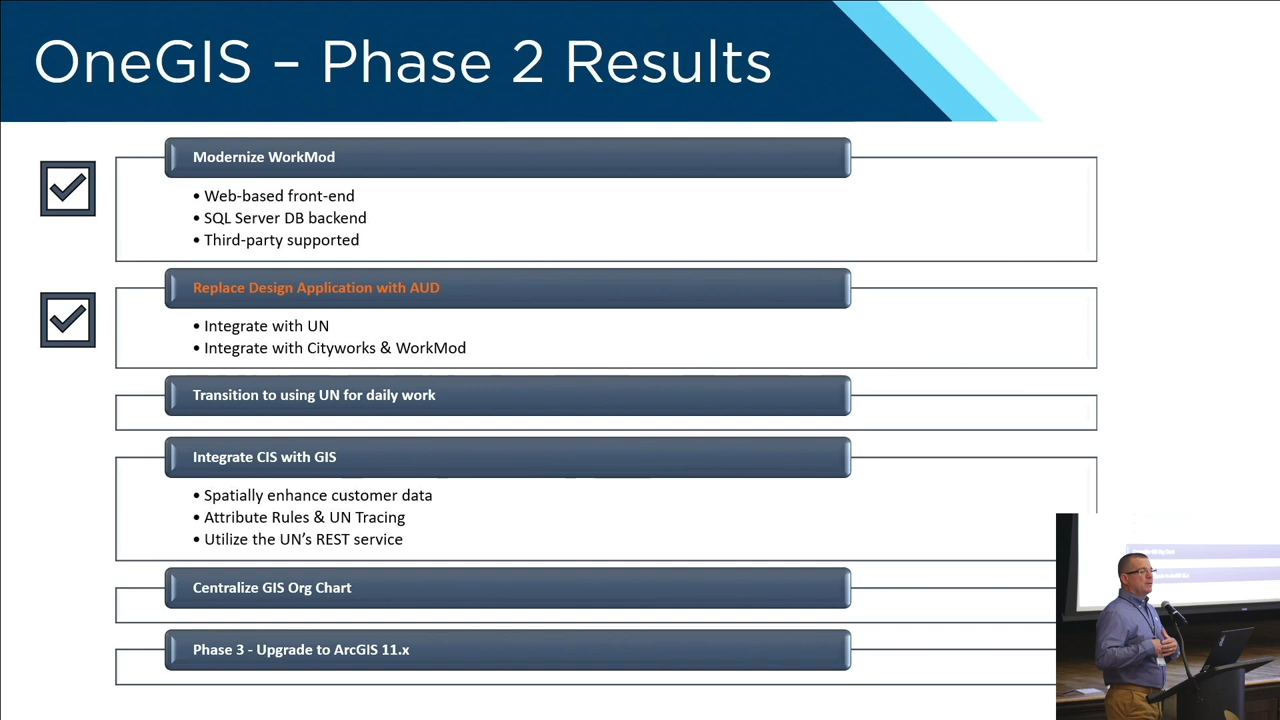 OneGIS – Phase 2 Results
Modernize WorkMod
• Web-based front-end
• SQL Server DB backend
• Third-party supported
Replace Design Application with AUD
• Integrate with UN
• Integrate with Cityworks & WorkMod
Transition to using UN for daily work
Integrate CIS with GIS
• Spatially enhance customer data
• Attribute Rules & UN Tracing
• Utilize the UN's REST service
Centralize GIS Org Chart
Phase 3 - Upgrade to ArcGIS 11.x